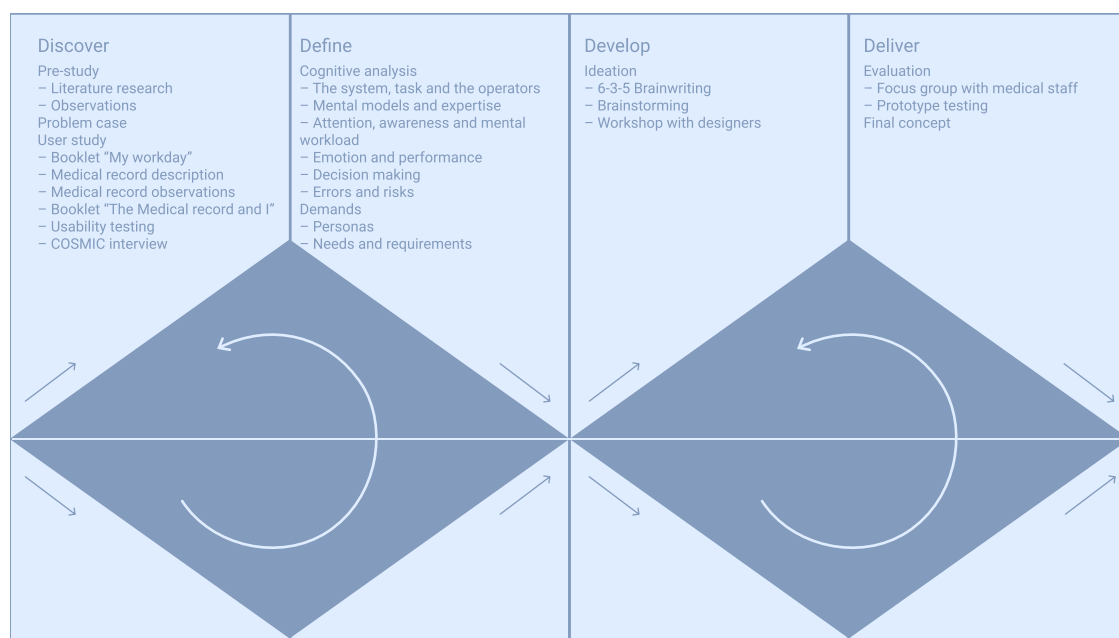 Discover
Pre-study
– Literature research
– Observations
Problem case
User study
– Booklet “My workday”
– Medical record description
– Medical record observations
– Booklet “The Medical record and I”
– Usability testing
– COSMIC interview
Define
Cognitive analysis
– The system, task and the operators
– Mental models and expertise
– Attention, awareness and mental
workload
– Emotion and performance
– Decision making
– Errors and risks
Demands
– Personas
– Needs and requirements
Develop
Ideation
– 6-3-5 Brainwriting
– Brainstorming
– Workshop with designers
Deliver
Evaluation
– Focus group with medical staff
– Prototype testing
Final concept